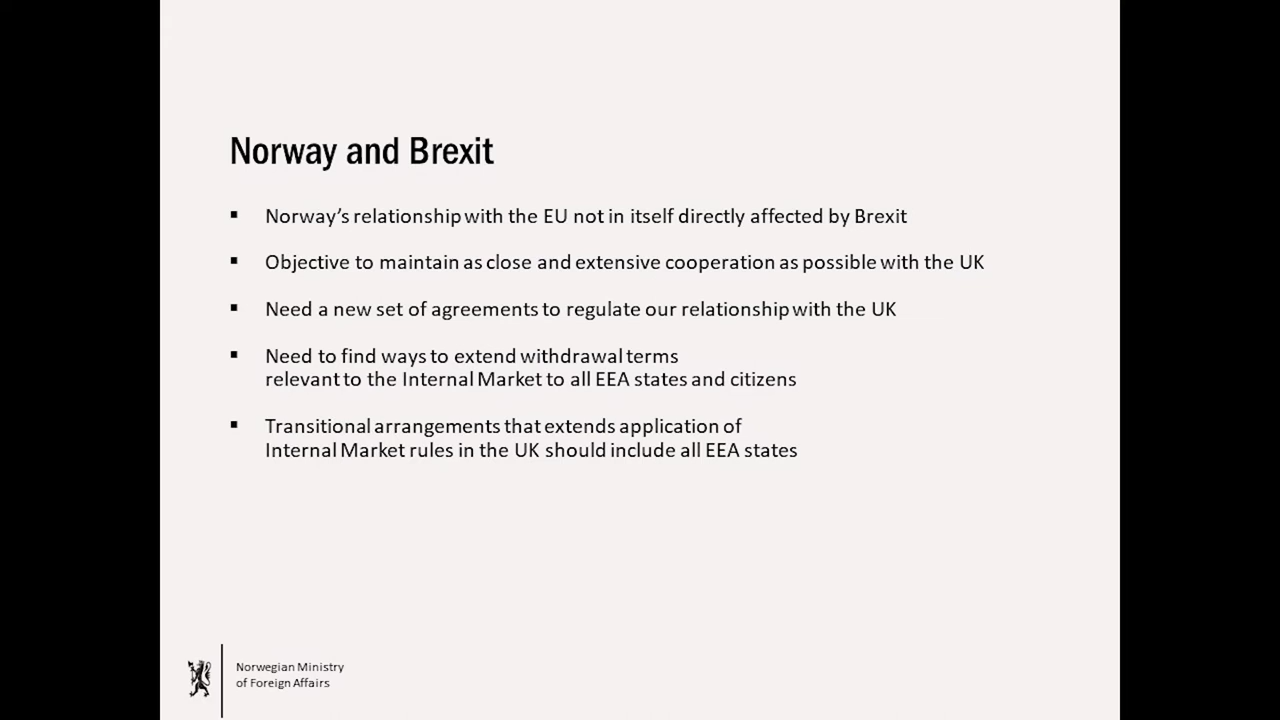 Norway and Brexit
▪ Norway’s relationship with the EU not in itself directly affected by Brexit
▪ Objective to maintain as close and extensive cooperation as possible with the UK
▪ Need a new set of agreements to regulate our relationship with the UK
▪ Need to find ways to extend withdrawal terms
relevant to the Internal Market to all EEA states and citizens
▪ Transitional arrangements that extends application of
Internal Market rules in the UK should include all EEA states
Norwegian Ministry
of Foreign Affairs